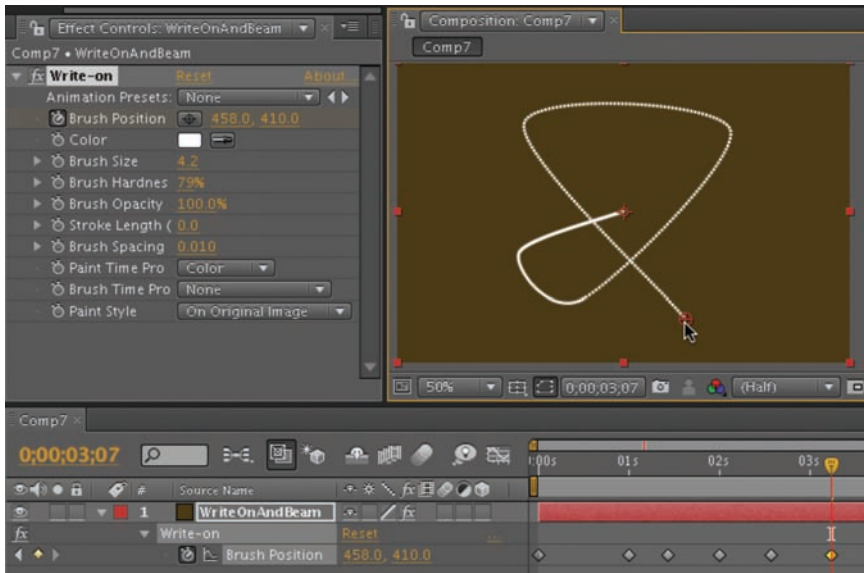 Effect Controls: WriteOnAndBeam
Comp7 • WriteOnAndBeam
fx Write-on Reset About...
Animation Presets: None
Brush Position 458.0, 410.0
Color
Brush Size 4.2
Brush Hardnes 79%
Brush Opacity 100.0%
Stroke Length ( 0.0
Brush Spacing 0.010
Paint Time Pro Color
Brush Time Pro None
Paint Style On Original Image
Composition: Comp7
Comp7
50% 0;00;03;07 (Half)
Comp7
0;00;03;07
:00s 01s 02s 03s
# Source Name fx
1 WriteOnAndBeam fx
fx Write-on Reset ...
Brush Position 458.0, 410.0